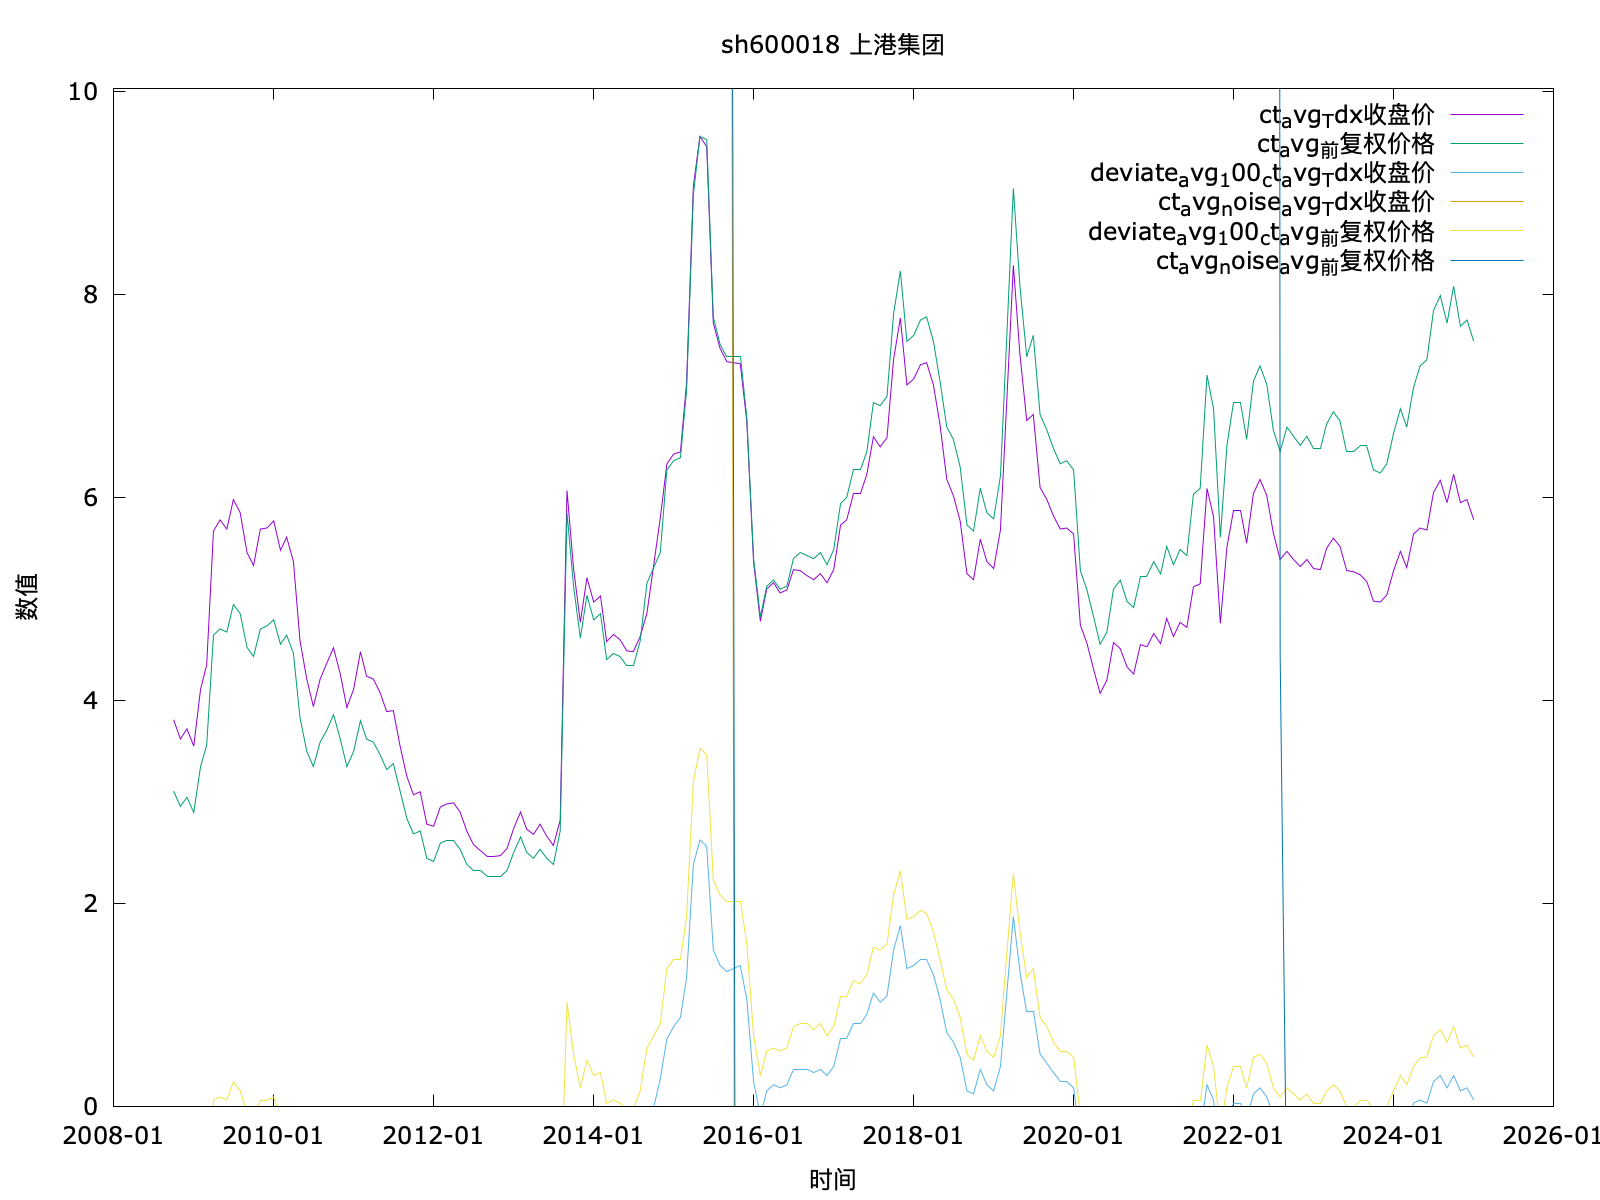 sh600018 上港集团
10
8
6
4
2
0
数值
ctavgTdx收盘价
ctavg前复权价格
deviateavg100ctavgTdx收盘价
ctavgnoiseavgTdx收盘价
deviateavg100ctavg前复权价格
ctavgnoiseavg前复权价格
2008-01 2010-01 2012-01 2014-01 2016-01 2018-01 2020-01 2022-01 2024-01 2026-01
时间